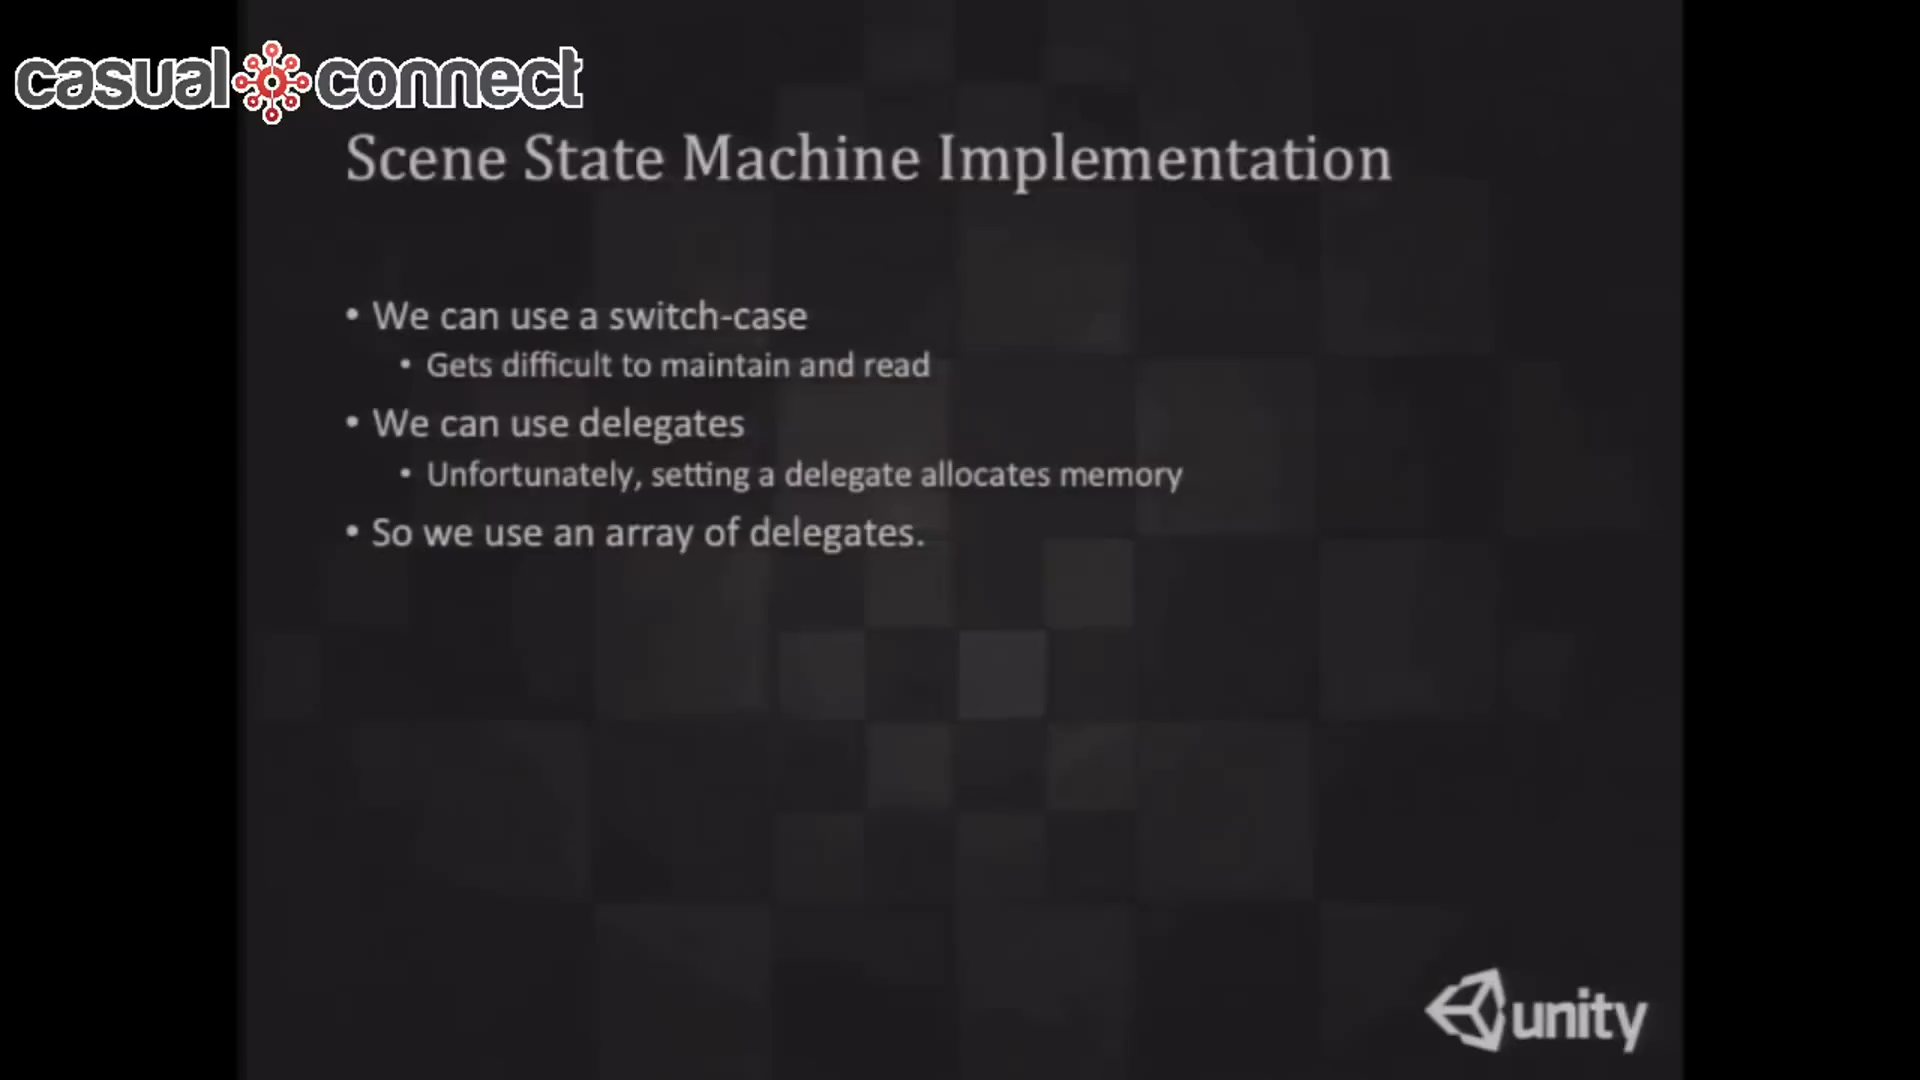 casual connect
Scene State Machine Implementation
• We can use a switch-case
• Gets difficult to maintain and read
• We can use delegates
• Unfortunately, setting a delegate allocates memory
• So we use an array of delegates.
unity